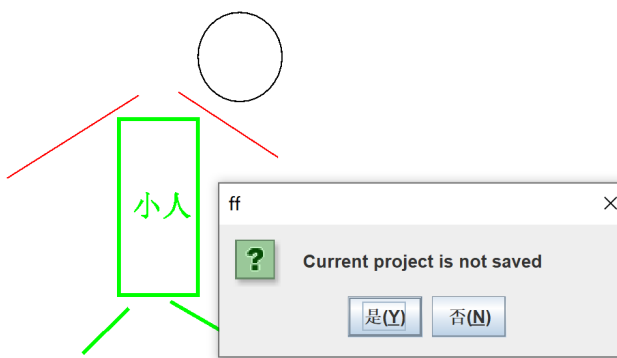 小人
ff
Current project is not saved
是(Y)
否(N)